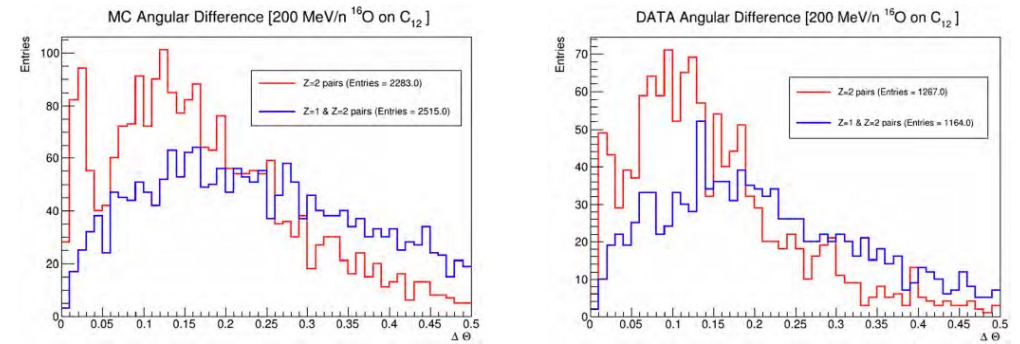 MC Angular Difference [200 MeV/n ¹⁶O on C₁₂ ]
Entries
100
80
60
40
20
0
Z=2 pairs (Entries = 2283.0)
Z=1 & Z=2 pairs (Entries = 2515.0)
0 0.05 0.1 0.15 0.2 0.25 0.3 0.35 0.4 0.45 0.5
Δ Θ
DATA Angular Difference [200 MeV/n ¹⁶O on C₁₂ ]
Entries
70
60
50
40
30
20
10
0
Z=2 pairs (Entries = 1267.0)
Z=1 & Z=2 pairs (Entries = 1164.0)
0 0.05 0.1 0.15 0.2 0.25 0.3 0.35 0.4 0.45 0.5
Δ Θ